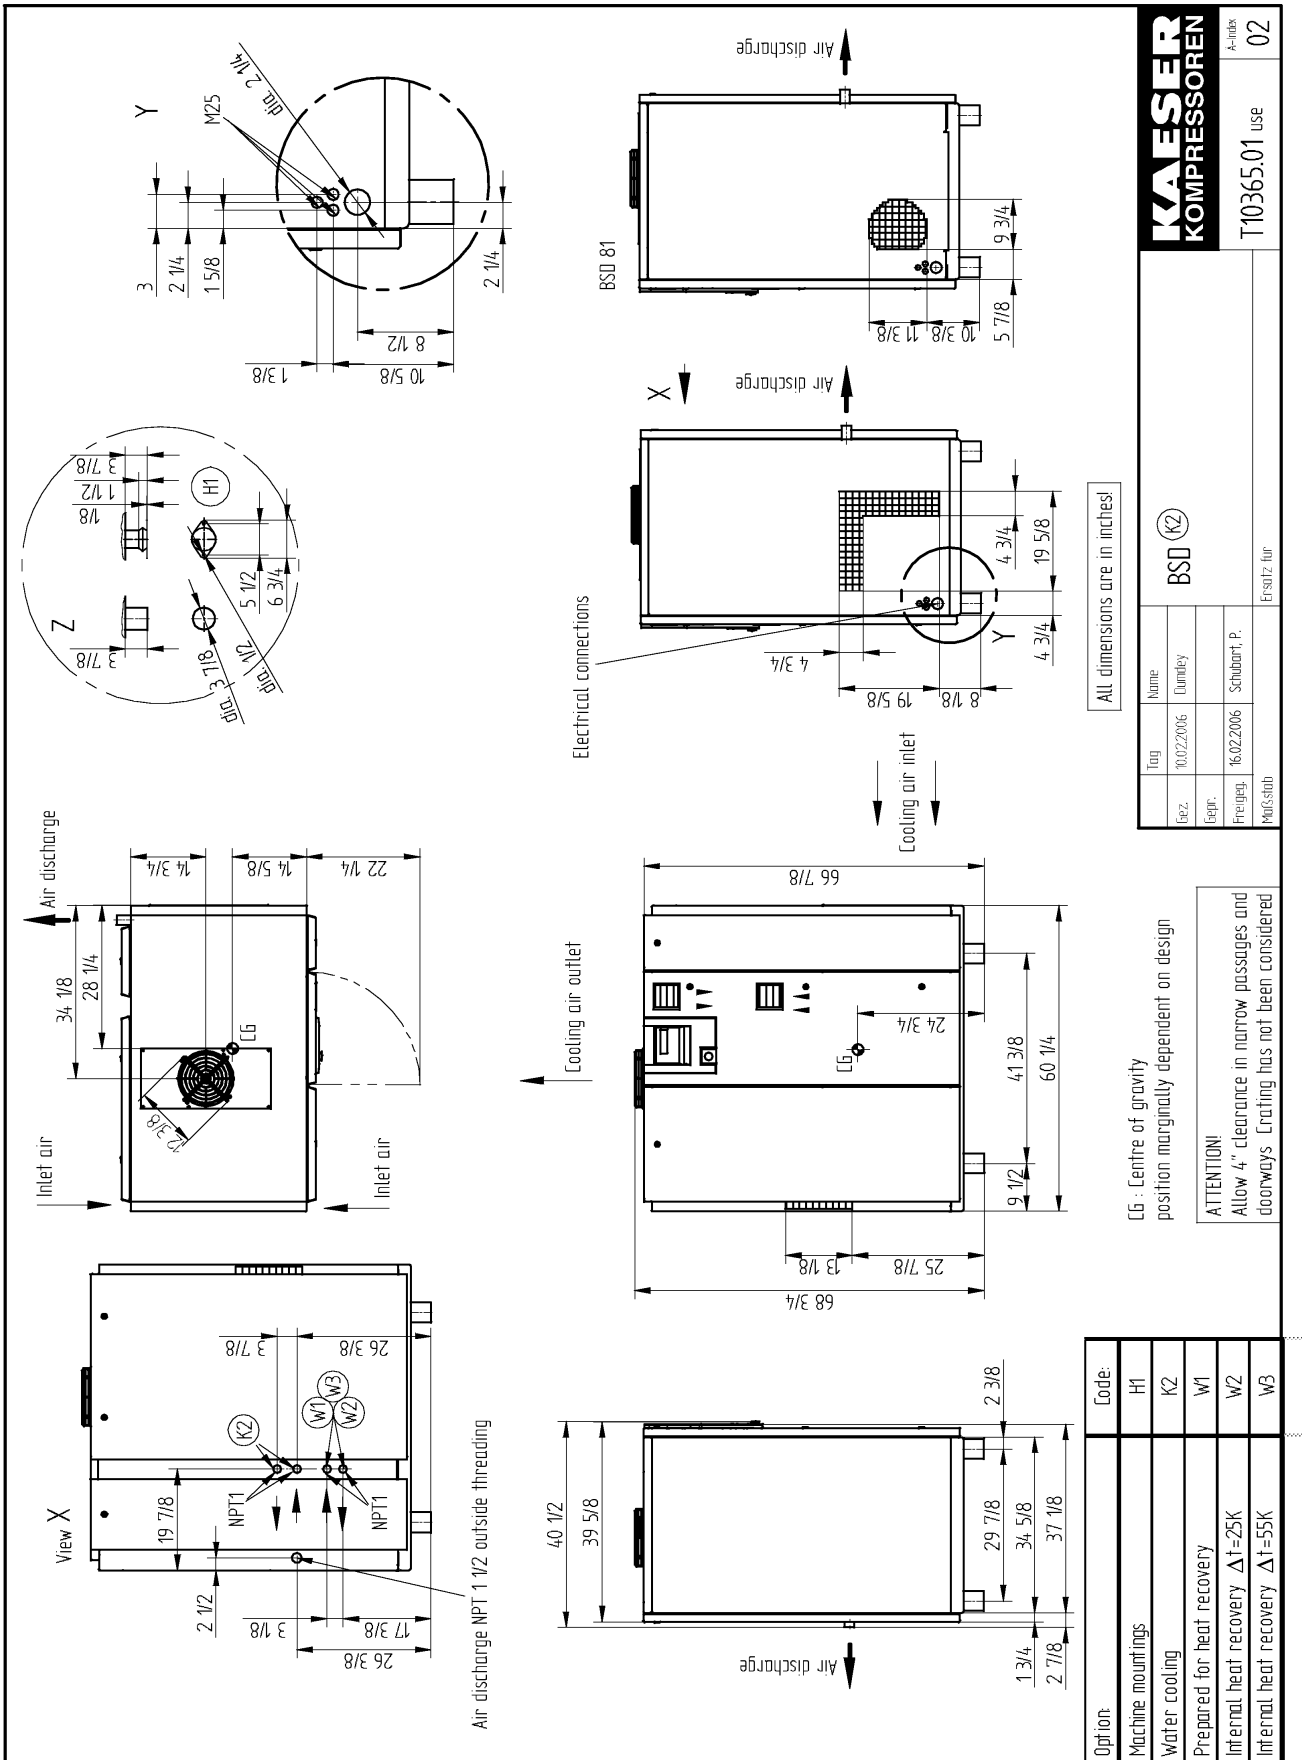 View X
19 7/8
2 1/2
NPT1
NPT1
K2
W1
W3
W2
3 7/8
26 3/8
3 1/8
17 3/8
26 3/8
Air discharge NPT 1 1/2 outside threading
Inlet air
Inlet air
34 1/8
28 1/4
Air discharge
CG
12 3/8
14 3/4
14 5/8
22 1/4
Z
3 7/8
1/8
1 1/2
3 7/8
H1
dia. 3 7/8
dia. 1/2
5 1/2
6 3/4
Y
3
2 1/4
1 5/8
M25
dia. 2 1/4
1 3/8
10 5/8
8 1/2
2 1/4
40 1/2
39 5/8
Air discharge
1 3/4
2 7/8
29 7/8
34 5/8
37 1/8
2 3/8
Cooling air outlet
Cooling air inlet
CG
66 7/8
24 3/4
68 3/4
13 1/8
25 7/8
9 1/2
41 3/8
60 1/4
Electrical connections
X
Air discharge
4 3/4
19 5/8
8 1/8
Y
4 3/4
4 3/4
19 5/8
BSD 81
Air discharge
11 3/8
10 3/8
5 7/8
9 3/4
All dimensions are in inches!
CG : Centre of gravity
position marginally dependent on design
ATTENTION!
Allow 4" clearance in narrow passages and
doorways Crating has not been considered
Option: Code:
Machine mountings H1
Water cooling K2
Prepared for heat recovery W1
Internal heat recovery Δt=25K W2
Internal heat recovery Δt=55K W3
Tag Name
Gez. 10.02.2006 Dumdey
Gepr.
Freigeg. 16.02.2006 Schubart, P.
Maßstab
BSD K2
Ersatz für
KAESER
KOMPRESSOREN
T10365.01 use
A-Index
02